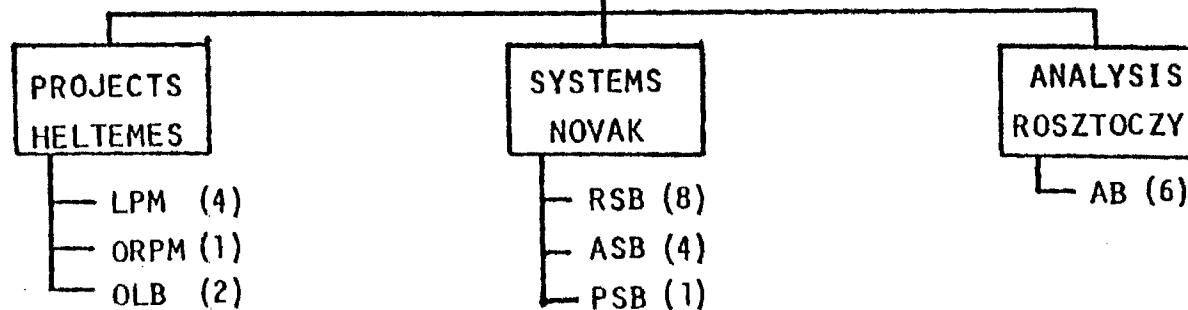 PROJECTS
HELTEMES
LPM (4)
ORPM (1)
OLB (2)
SYSTEMS
NOVAK
RSB (8)
ASB (4)
PSB (1)
ANALYSIS
ROSZTOCZY
AB (6)